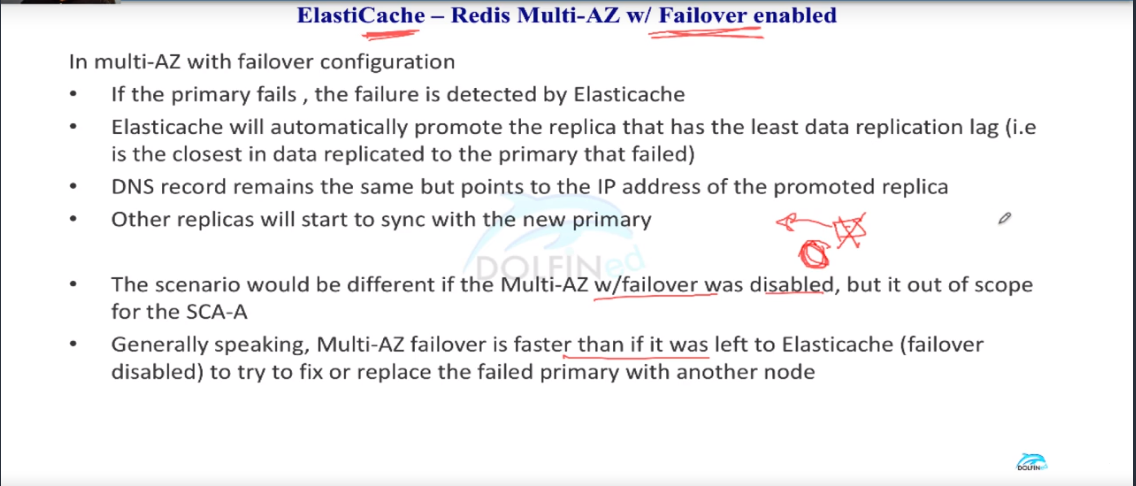 ElastiCache – Redis Multi-AZ w/ Failover enabled
In multi-AZ with failover configuration
• If the primary fails , the failure is detected by Elasticache
• Elasticache will automatically promote the replica that has the least data replication lag (i.e
is the closest in data replicated to the primary that failed)
• DNS record remains the same but points to the IP address of the promoted replica
• Other replicas will start to sync with the new primary
DOLFINed
• The scenario would be different if the Multi-AZ w/failover was disabled, but it out of scope
for the SCA-A
• Generally speaking, Multi-AZ failover is faster than if it was left to Elasticache (failover
disabled) to try to fix or replace the failed primary with another node
DOLFINed